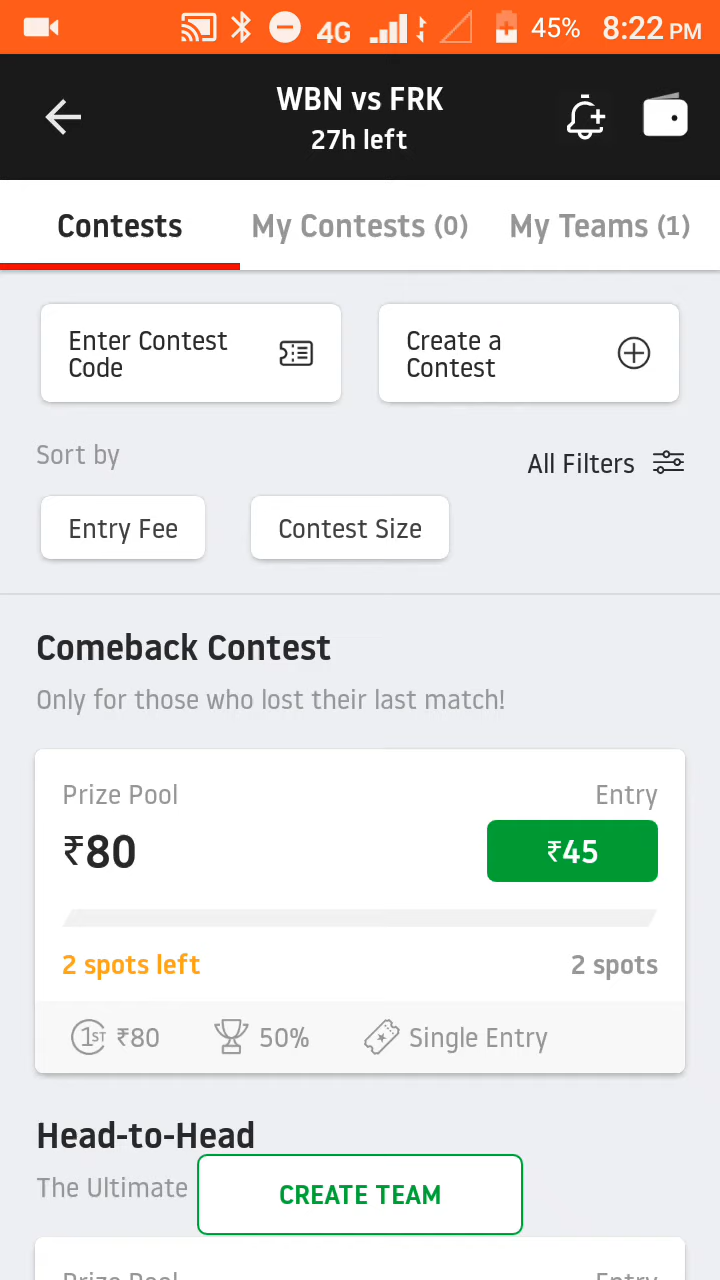 4G 45% 8:22 PM
WBN vs FRK
27h left
Contests My Contests (0) My Teams (1)
Enter Contest
Code
Create a
Contest
Sort by
All Filters
Entry Fee Contest Size
Comeback Contest
Only for those who lost their last match!
Prize Pool Entry
₹80 ₹45
2 spots left 2 spots
1ST ₹80 50% Single Entry
Head-to-Head
The Ultimate
CREATE TEAM
Prize Pool Entry